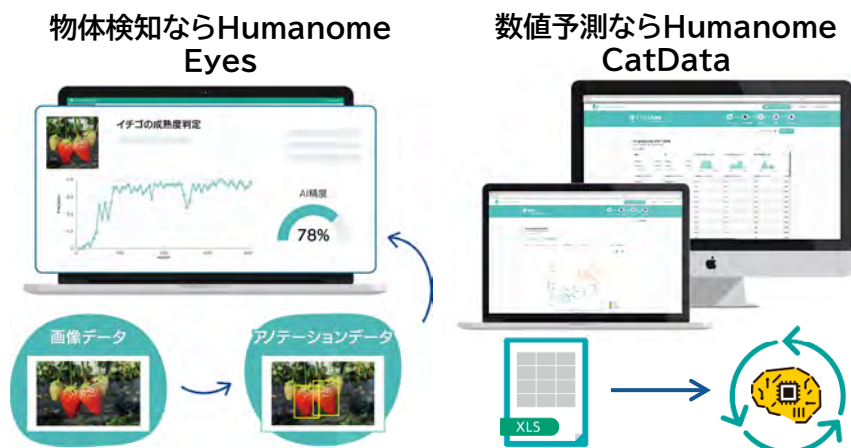 物体検知ならHumanome
Eyes
イチゴの成熟度判定
AI精度
78%
画像データ
アノテーションデータ
数値予測ならHumanome
CatData
XLS